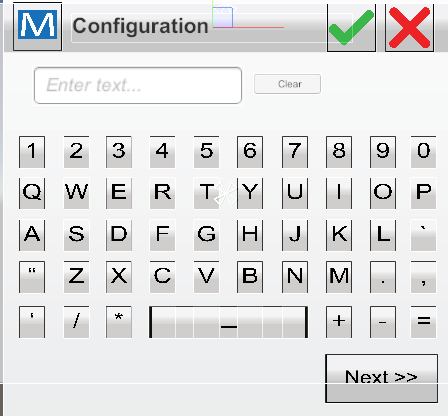 M Configuration
Enter text... Clear
1 2 3 4 5 6 7 8 9 0
Q W E R T Y U I O P
A S D F G H J K L `
“ Z X C V B N M . ,
‘ / * _ + - =
Next >>